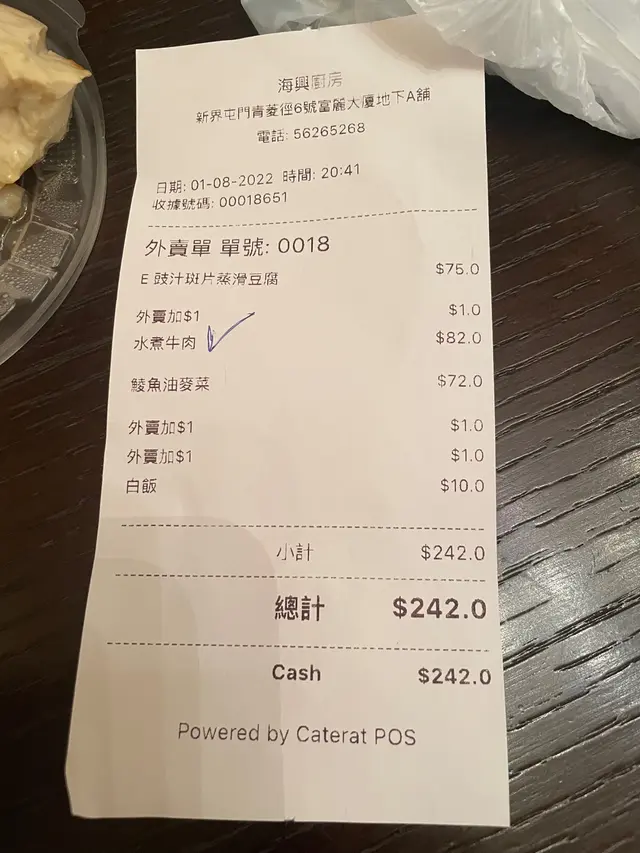 海興廚房
新界屯門青菱徑6號富麗大廈地下A舖
電話: 56265268
日期: 01-08-2022 時間: 20:41
收據號碼: 00018651
外賣單 單號: 0018
E 豉汁斑片蒸滑豆腐 $75.0
外賣加$1 $1.0
水煮牛肉 $82.0
鯪魚油麥菜 $72.0
外賣加$1 $1.0
外賣加$1 $1.0
白飯 $10.0
小計 $242.0
總計 $242.0
Cash $242.0
Powered by Caterat POS